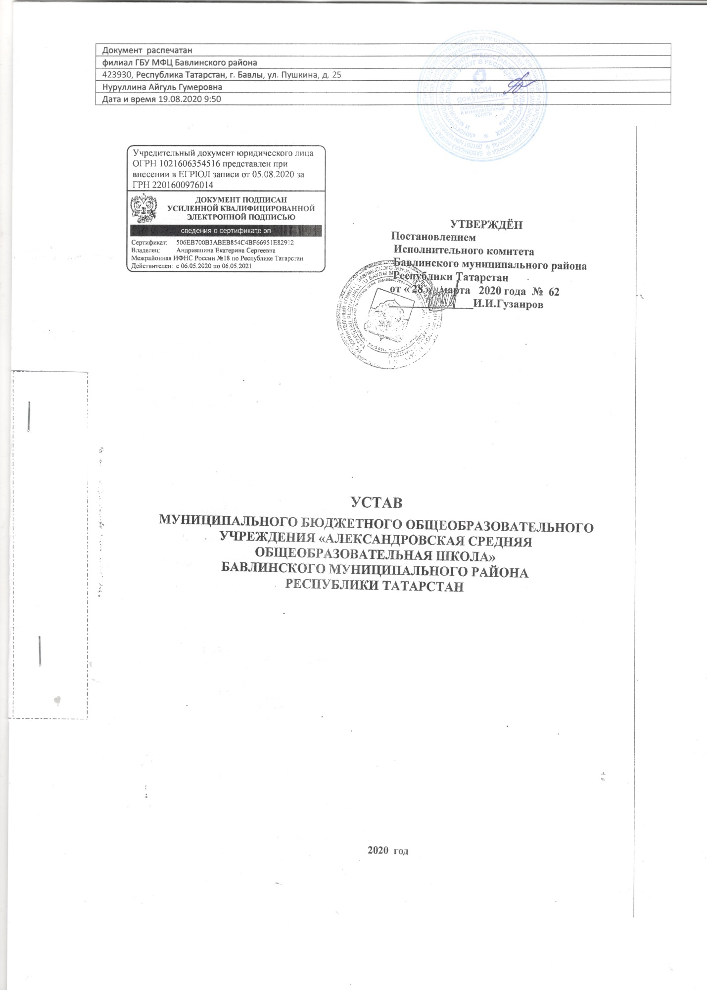 Документ распечатан
филиал ГБУ МФЦ Бавлинского района
423930, Республика Татарстан, г. Бавлы, ул. Пушкина, д. 25
Нуруллина Айгуль Гумеровна
Дата и время 19.08.2020 9:50
мои
документы
ГОСУДАРСТВЕННЫЕ
И МУНИЦИПАЛЬНЫЕ
УСЛУГИ
Учредительный документ юридического лица
ОГРН 1021606354516 представлен при
внесении в ЕГРЮЛ записи от 05.08.2020 за
ГРН 2201600976014
ДОКУМЕНТ ПОДПИСАН
УСИЛЕННОЙ КВАЛИФИЦИРОВАННОЙ
ЭЛЕКТРОННОЙ ПОДПИСЬЮ
сведения о сертификате эп
Сертификат: 506EB700B3ABEB854C4BF66951E82912
Владелец: Андрияшина Екатерина Сергеевна
Межрайонная ИФНС России №18 по Республике Татарстан
Действителен: с 06.05.2020 по 06.05.2021
УТВЕРЖДЁН
Постановлением
Исполнительного комитета
Бавлинского муниципального района
Республики Татарстан
от « 28 » марта 2020 года № 62
И.И.Гузаиров
УСТАВ
МУНИЦИПАЛЬНОГО БЮДЖЕТНОГО ОБЩЕОБРАЗОВАТЕЛЬНОГО
УЧРЕЖДЕНИЯ «АЛЕКСАНДРОВСКАЯ СРЕДНЯЯ
ОБЩЕОБРАЗОВАТЕЛЬНАЯ ШКОЛА»
БАВЛИНСКОГО МУНИЦИПАЛЬНОГО РАЙОНА
РЕСПУБЛИКИ ТАТАРСТАН
2020 год